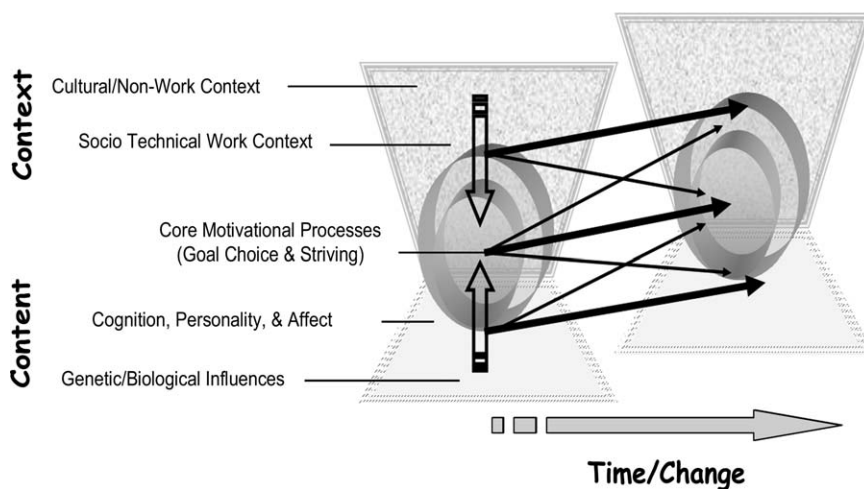 Context
Cultural/Non-Work Context
Socio Technical Work Context
Core Motivational Processes
(Goal Choice & Striving)
Content
Cognition, Personality, & Affect
Genetic/Biological Influences
Time/Change